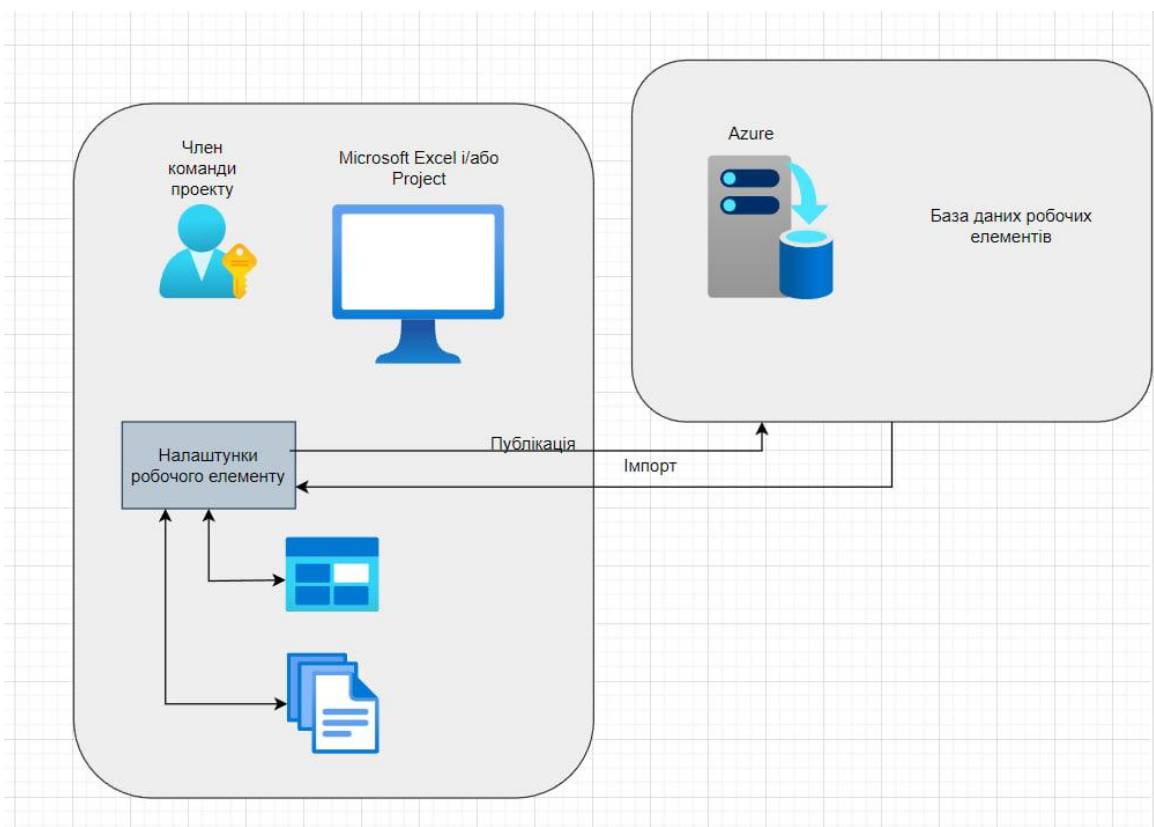 Член
команди
проекту
Microsoft Excel і/або
Project
Azure
База даних робочих
елементів
Налаштунки
робочого елементу
Публікація
Імпорт